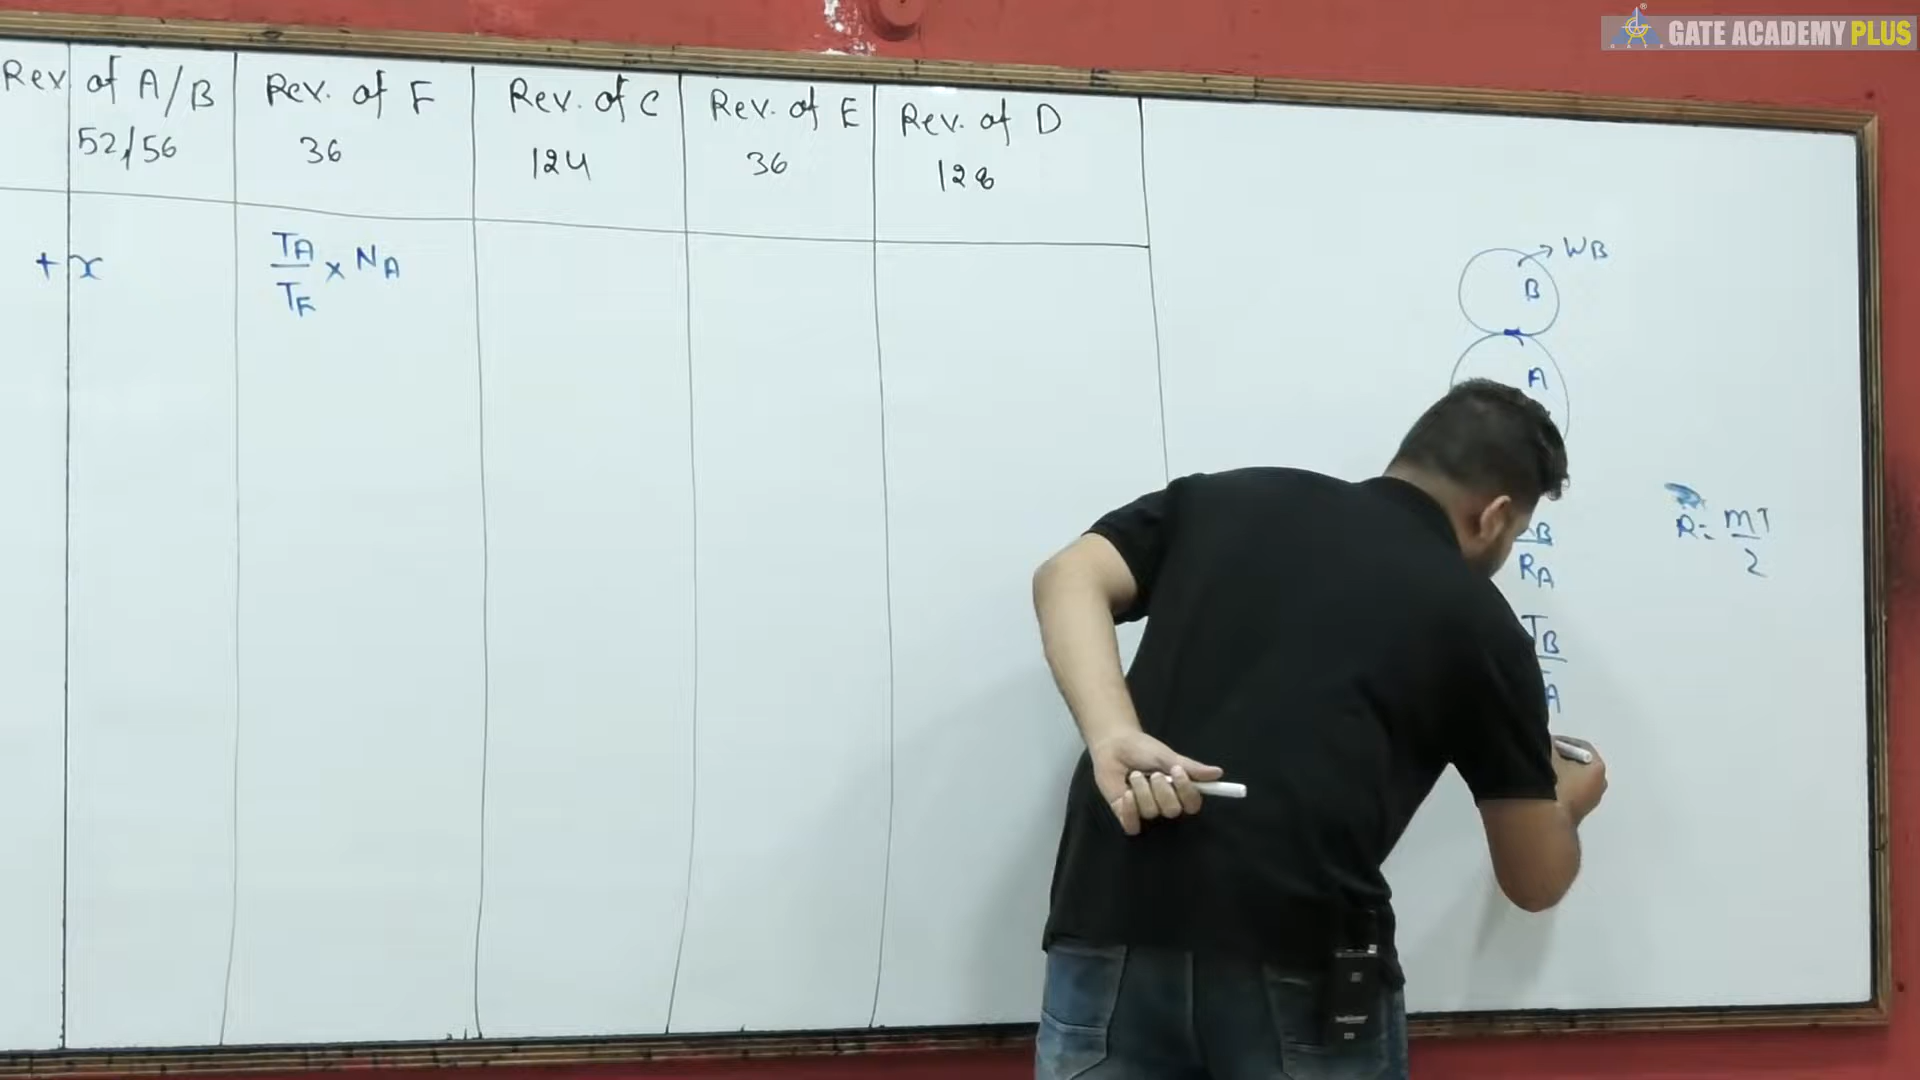 GATE ACADEMY PLUS
Rev. of A/B
52/56
Rev. of F
36
Rev. of C
124
Rev. of E
36
Rev. of D
128
+ x
TA
TF
× NA
WB
B
A
B
RA
TB
A
R = mT
2